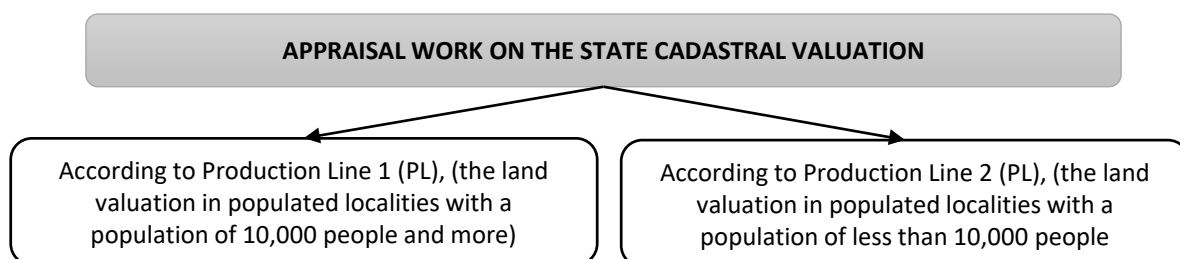 APPRAISAL WORK ON THE STATE CADASTRAL VALUATION
According to Production Line 1 (PL), (the land
valuation in populated localities with a
population of 10,000 people and more)
According to Production Line 2 (PL), (the land
valuation in populated localities with a
population of less than 10,000 people